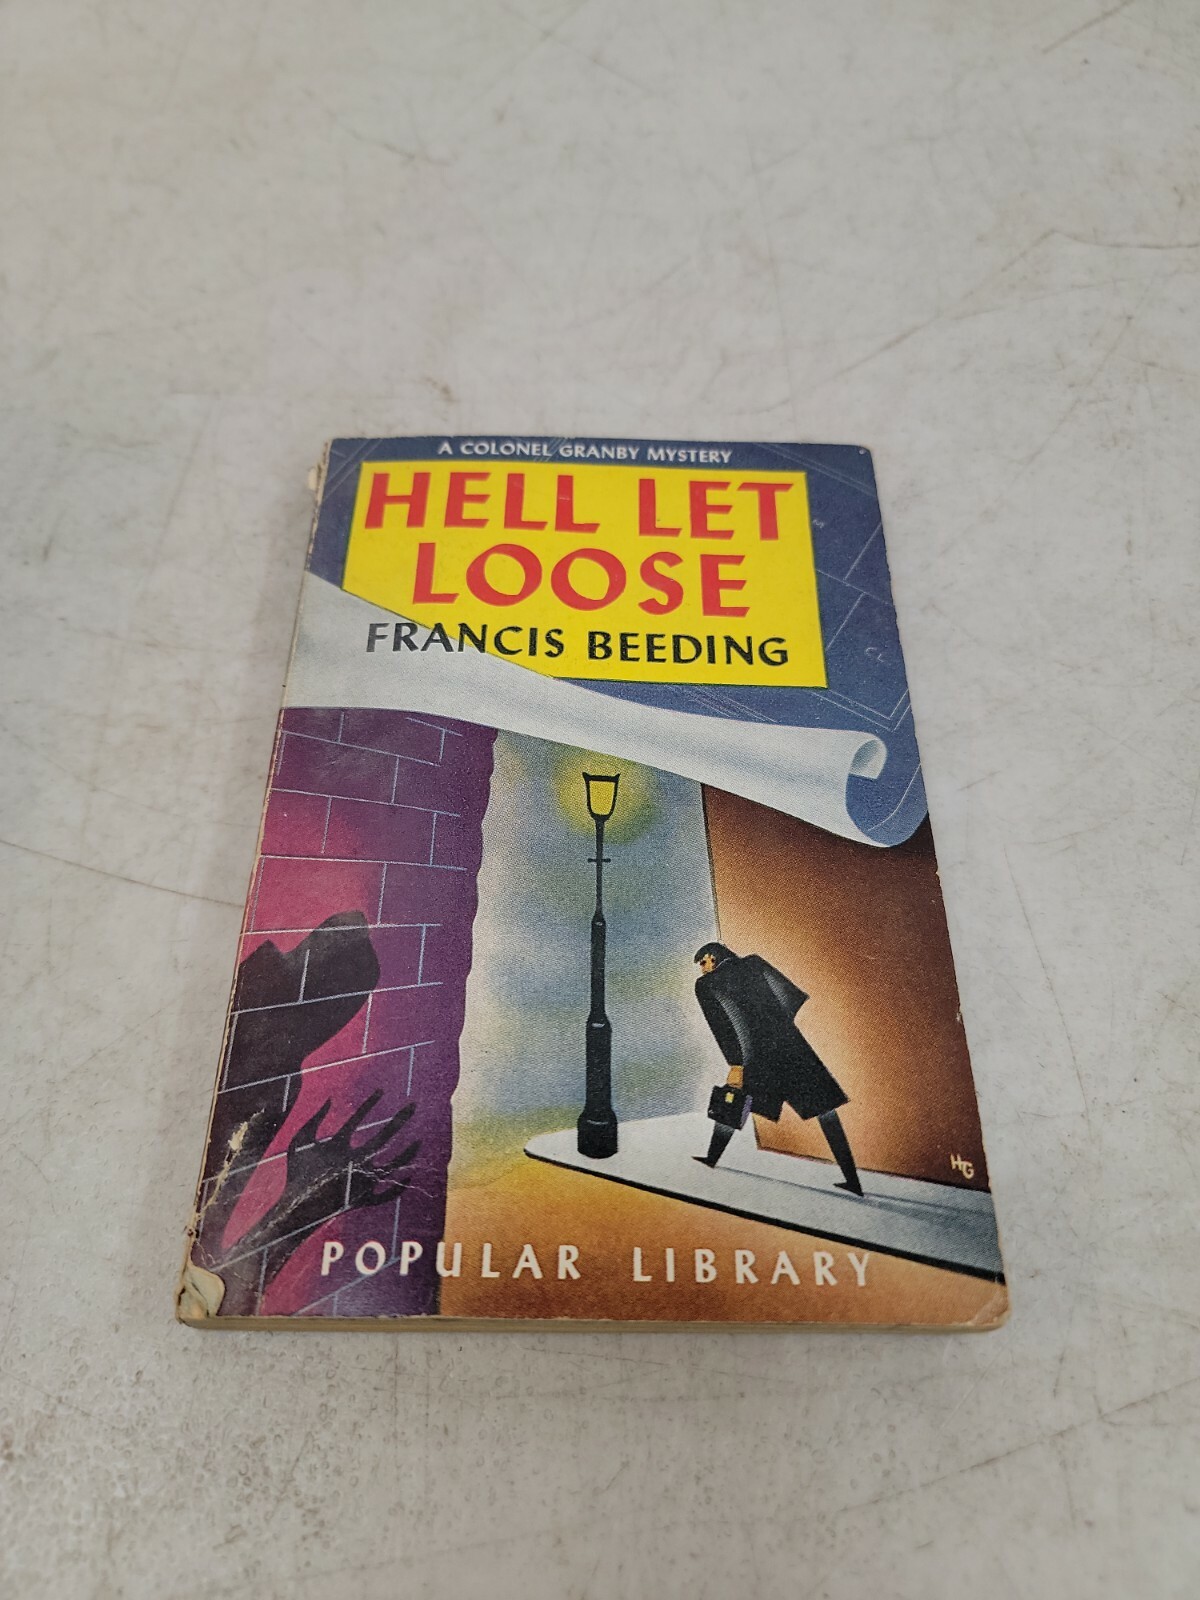 A COLONEL GRANBY MYSTERY
HELL LET
LOOSE
FRANCIS BEEDING
HG
POPULAR LIBRARY